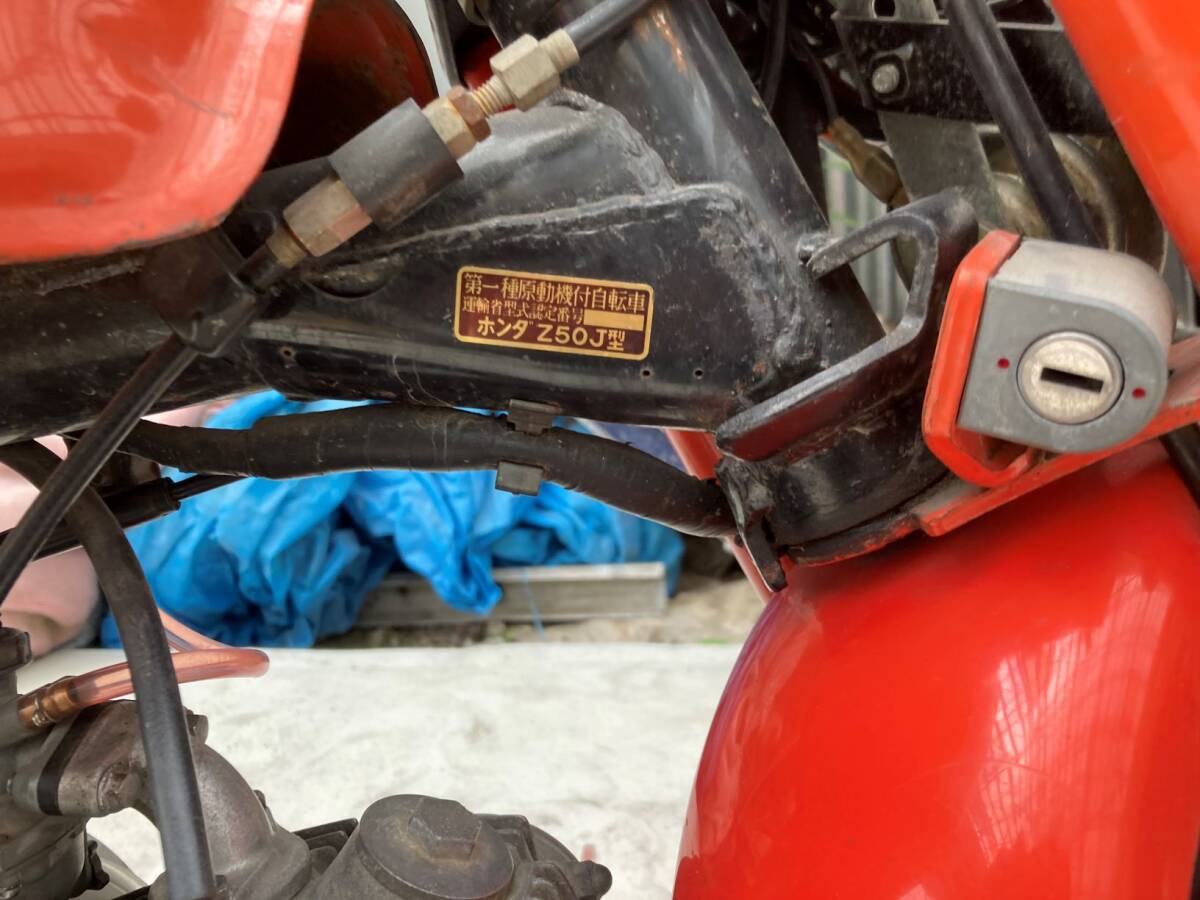 第一種原動機付自転車
運輸省型式認定番号
ホンダ Z50J型